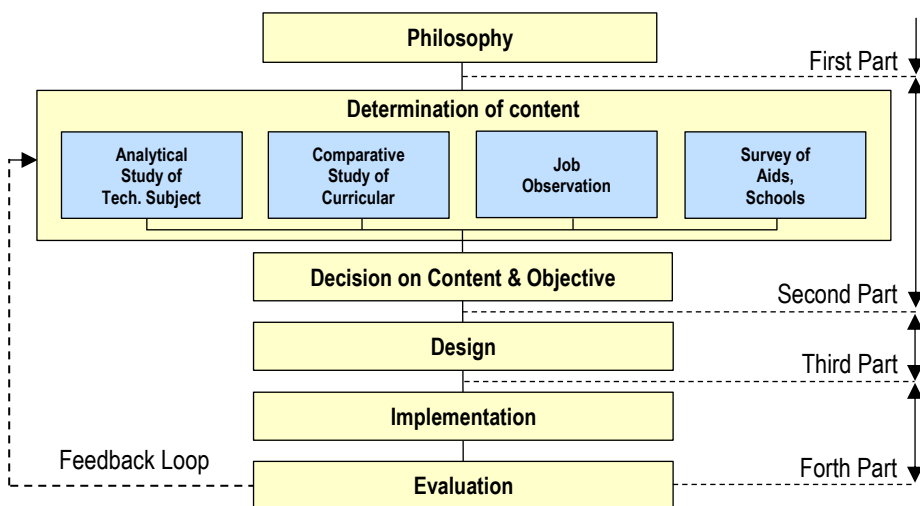 Philosophy
First Part
Determination of content
Analytical
Study of
Tech. Subject
Comparative
Study of
Curricular
Job
Observation
Survey of
Aids,
Schools
Decision on Content & Objective
Second Part
Design
Third Part
Implementation
Feedback Loop
Evaluation
Forth Part